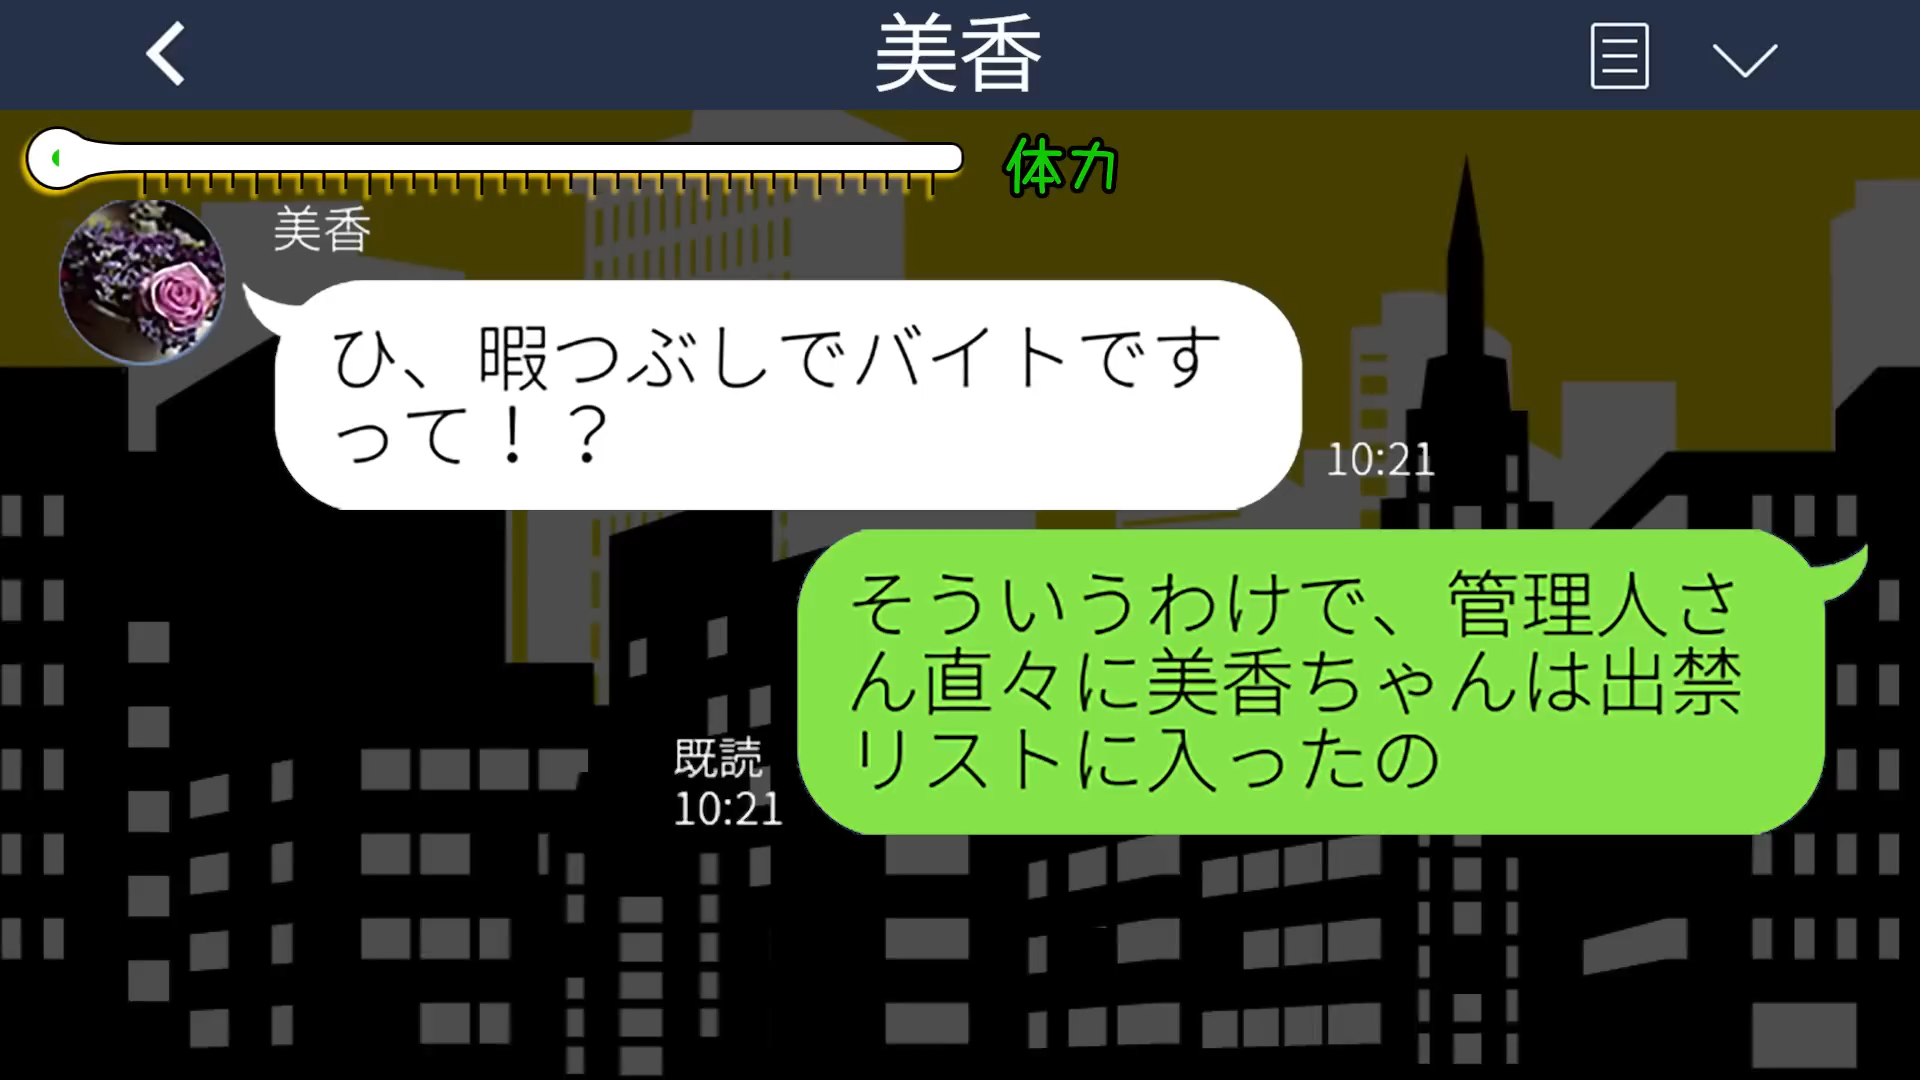 美香
体力
美香
ひ、暇つぶしでバイトです
って！？
10:21
そういうわけで、管理人さ
ん直々に美香ちゃんは出禁
リストに入ったの
既読
10:21